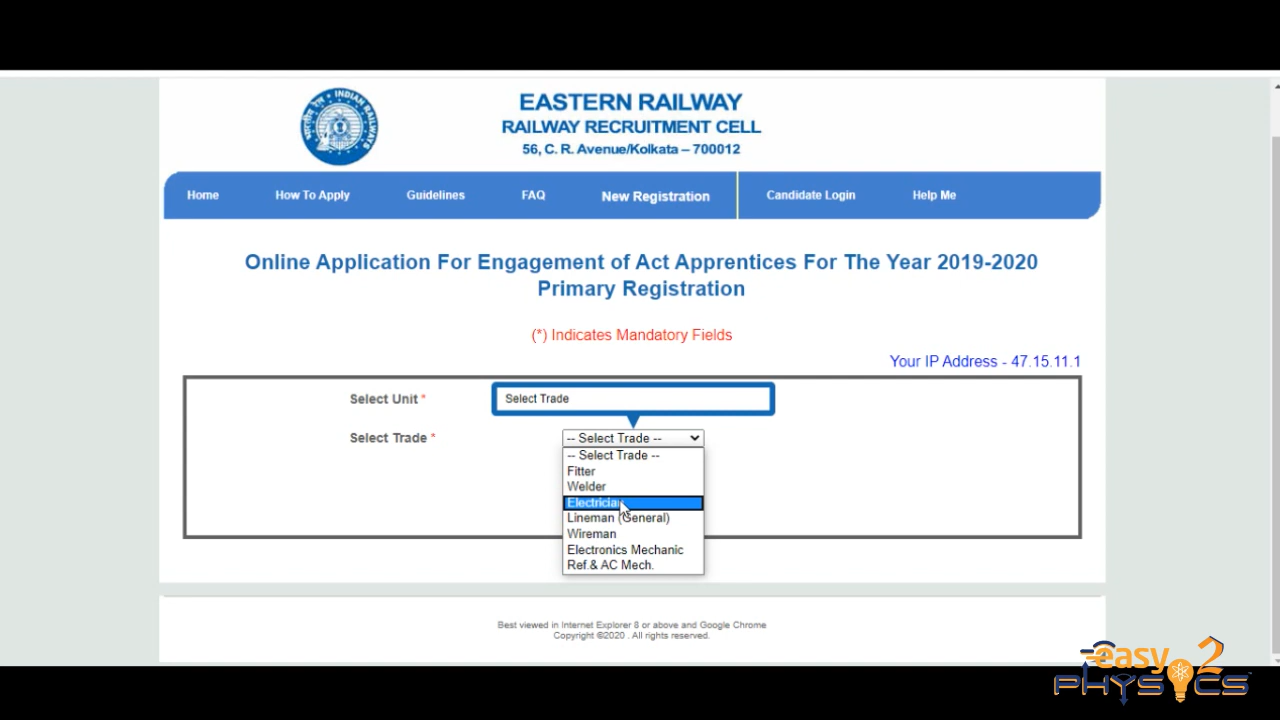 EASTERN RAILWAY
RAILWAY RECRUITMENT CELL
56, C. R. Avenue/Kolkata – 700012
Home How To Apply Guidelines FAQ New Registration Candidate Login Help Me
Online Application For Engagement of Act Apprentices For The Year 2019-2020
Primary Registration
(*) Indicates Mandatory Fields
Your IP Address - 47.15.11.1
Select Unit * Select Trade
Select Trade * -- Select Trade --
-- Select Trade --
Fitter
Welder
Electrician
Lineman (General)
Wireman
Electronics Mechanic
Ref.& AC Mech.
Best viewed in Internet Explorer 8 or above and Google Chrome
Copyright ©2020 . All rights reserved.
easy 2
PHYSICS